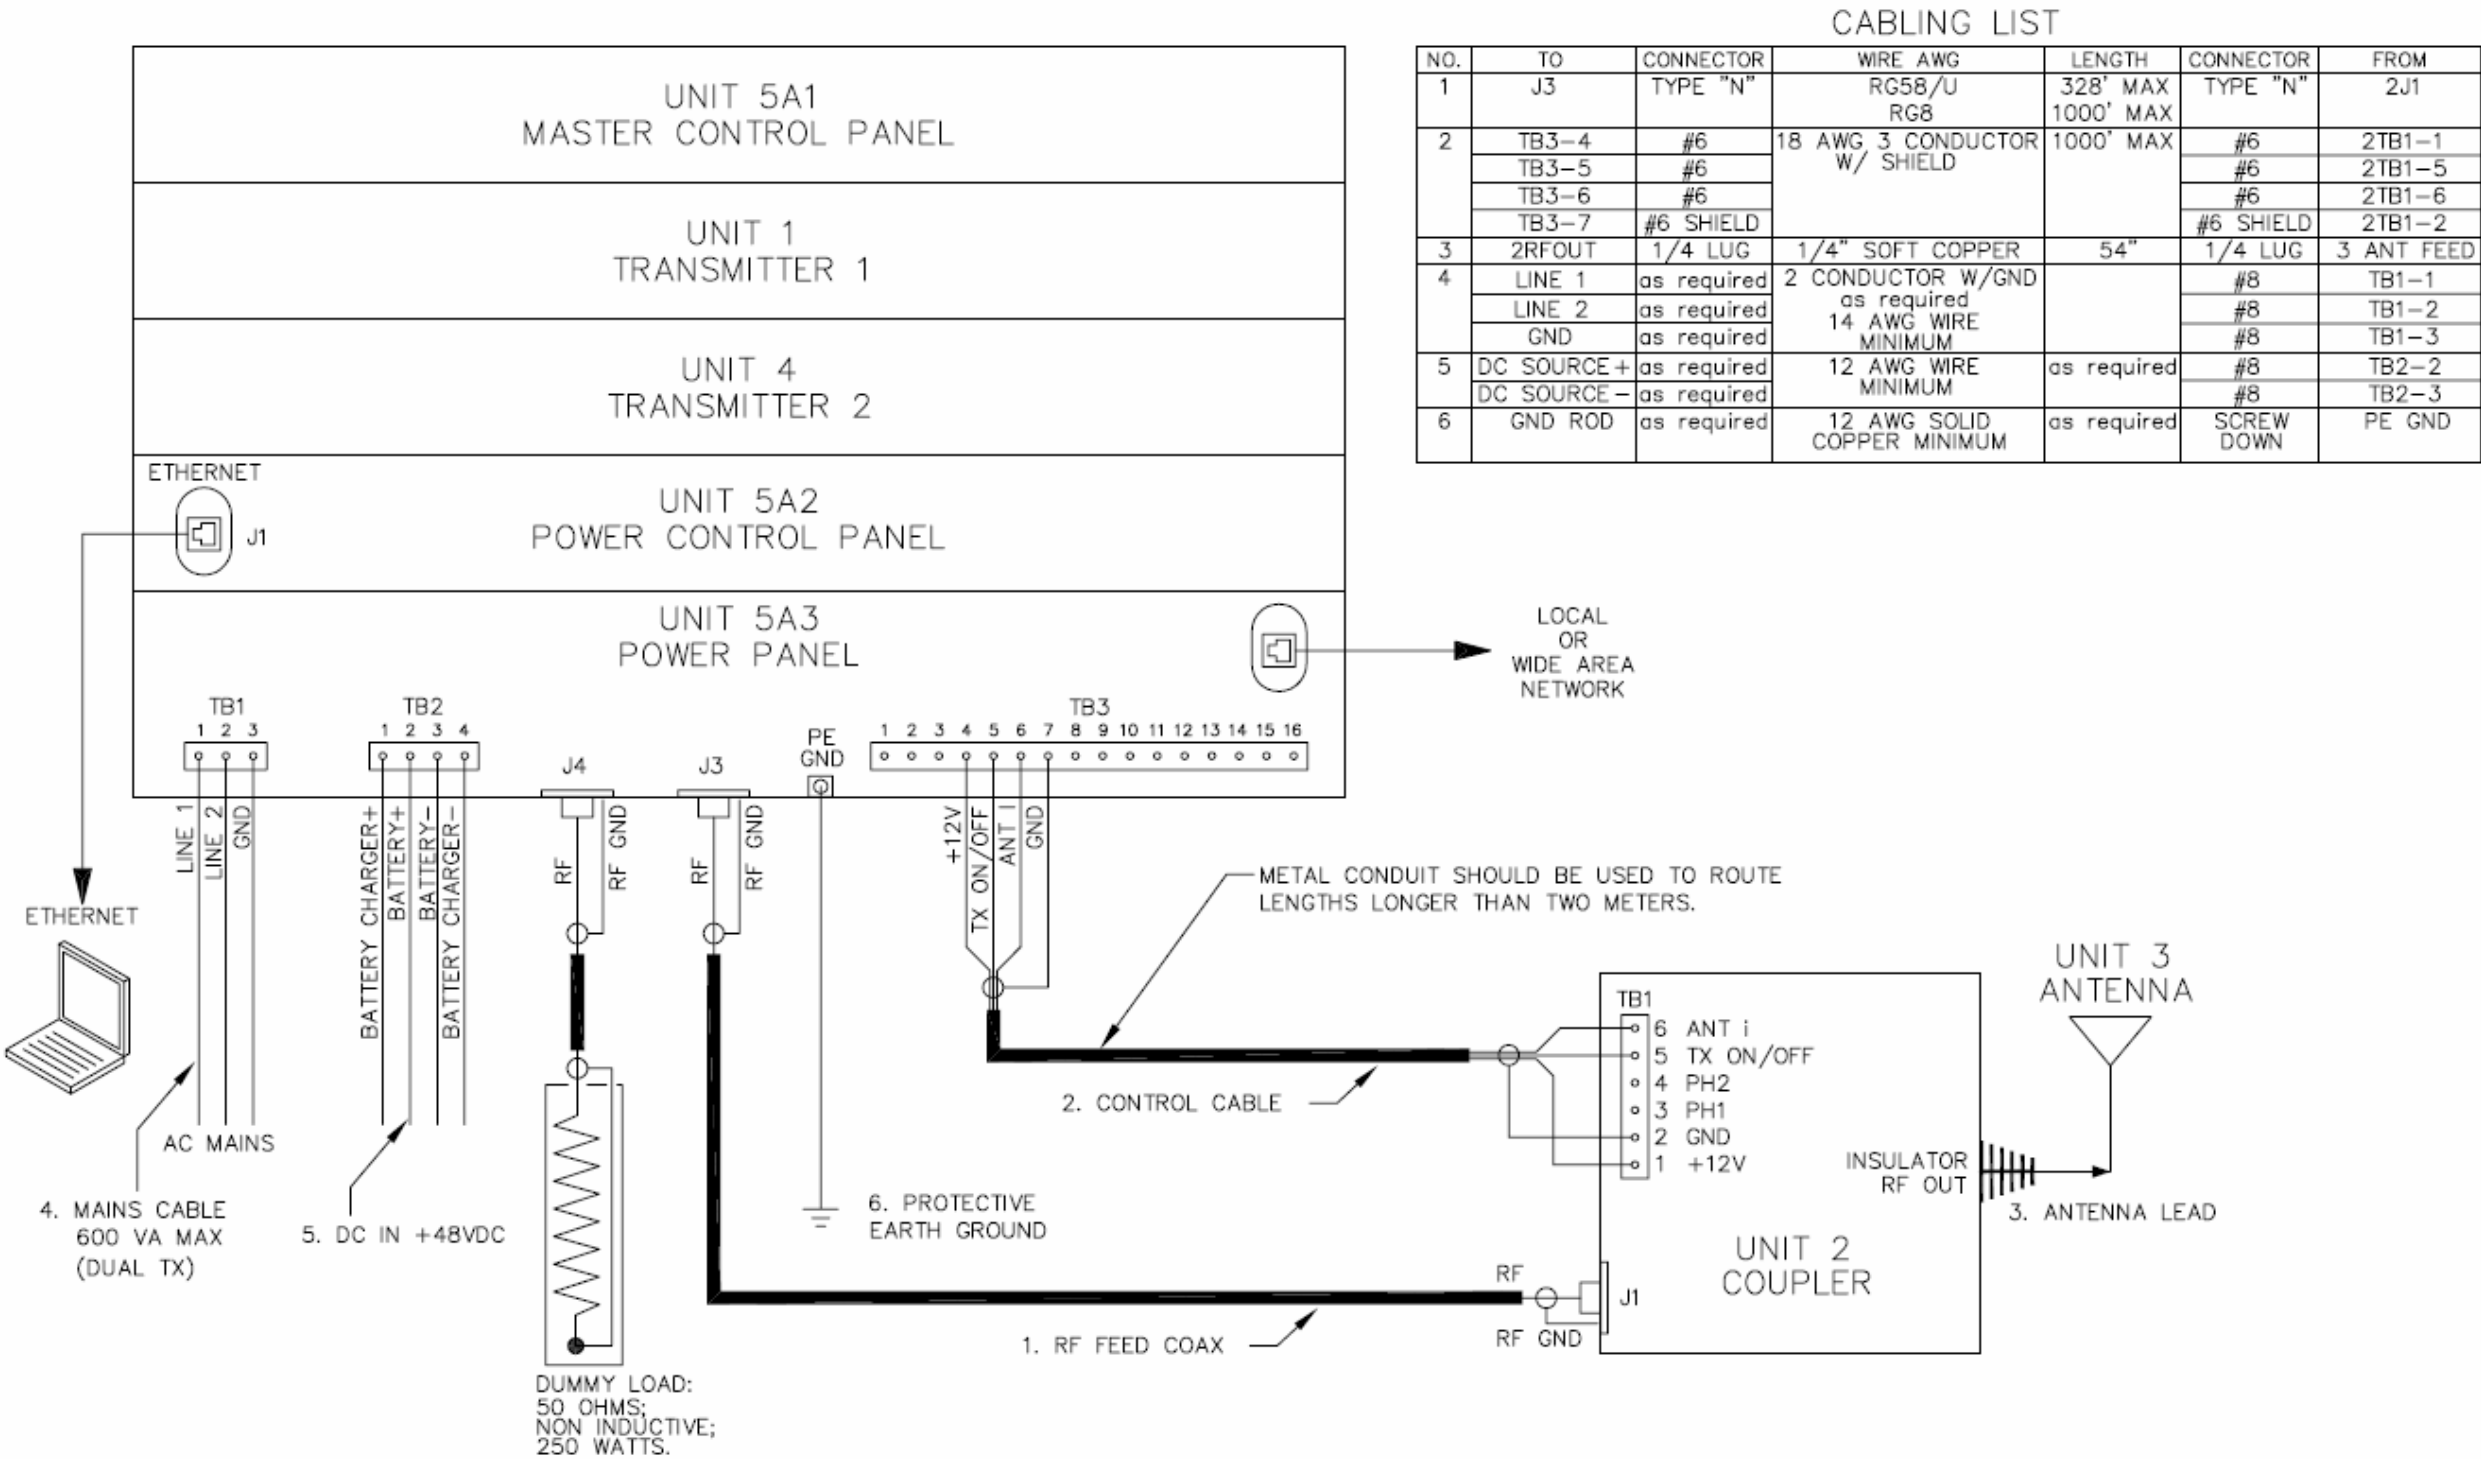 CABLING LIST
NO. TO CONNECTOR WIRE AWG LENGTH CONNECTOR FROM
1 J3 TYPE "N" RG58/U 328' MAX TYPE "N" 2J1
RG8 1000' MAX
2 TB3-4 #6 18 AWG 3 CONDUCTOR 1000' MAX #6 2TB1-1
W/ SHIELD
TB3-5 #6 #6 2TB1-5
TB3-6 #6 #6 2TB1-6
TB3-7 #6 SHIELD #6 SHIELD 2TB1-2
3 2RFOUT 1/4 LUG 1/4" SOFT COPPER 54" 1/4 LUG 3 ANT FEED
4 LINE 1 as required 2 CONDUCTOR W/GND #8 TB1-1
as required
LINE 2 as required #8 TB1-2
14 AWG WIRE
GND as required MINIMUM #8 TB1-3
5 DC SOURCE+ as required 12 AWG WIRE as required #8 TB2-2
MINIMUM
DC SOURCE- as required #8 TB2-3
6 GND ROD as required 12 AWG SOLID as required SCREW PE GND
COPPER MINIMUM DOWN
UNIT 5A1
MASTER CONTROL PANEL
UNIT 1
TRANSMITTER 1
UNIT 4
TRANSMITTER 2
ETHERNET
J1
UNIT 5A2
POWER CONTROL PANEL
UNIT 5A3
POWER PANEL
LOCAL
OR
WIDE AREA
NETWORK
TB1
1 2 3
TB2
1 2 3 4
J4
J3
PE
GND
TB3
1 2 3 4 5 6 7 8 9 10 11 12 13 14 15 16
LINE 1
LINE 2
GND
BATTERY CHARGER+
BATTERY+
BATTERY-
BATTERY CHARGER-
RF
RF GND
RF
RF GND
+12V
TX ON/OFF
ANT I
GND
ETHERNET
METAL CONDUIT SHOULD BE USED TO ROUTE
LENGTHS LONGER THAN TWO METERS.
AC MAINS
4. MAINS CABLE
600 VA MAX
(DUAL TX)
5. DC IN +48VDC
6. PROTECTIVE
EARTH GROUND
2. CONTROL CABLE
TB1
6 ANT i
5 TX ON/OFF
4 PH2
3 PH1
2 GND
1 +12V
UNIT 3
ANTENNA
INSULATOR
RF OUT
3. ANTENNA LEAD
UNIT 2
COUPLER
RF
J1
RF GND
1. RF FEED COAX
DUMMY LOAD:
50 OHMS;
NON INDUCTIVE;
250 WATTS.